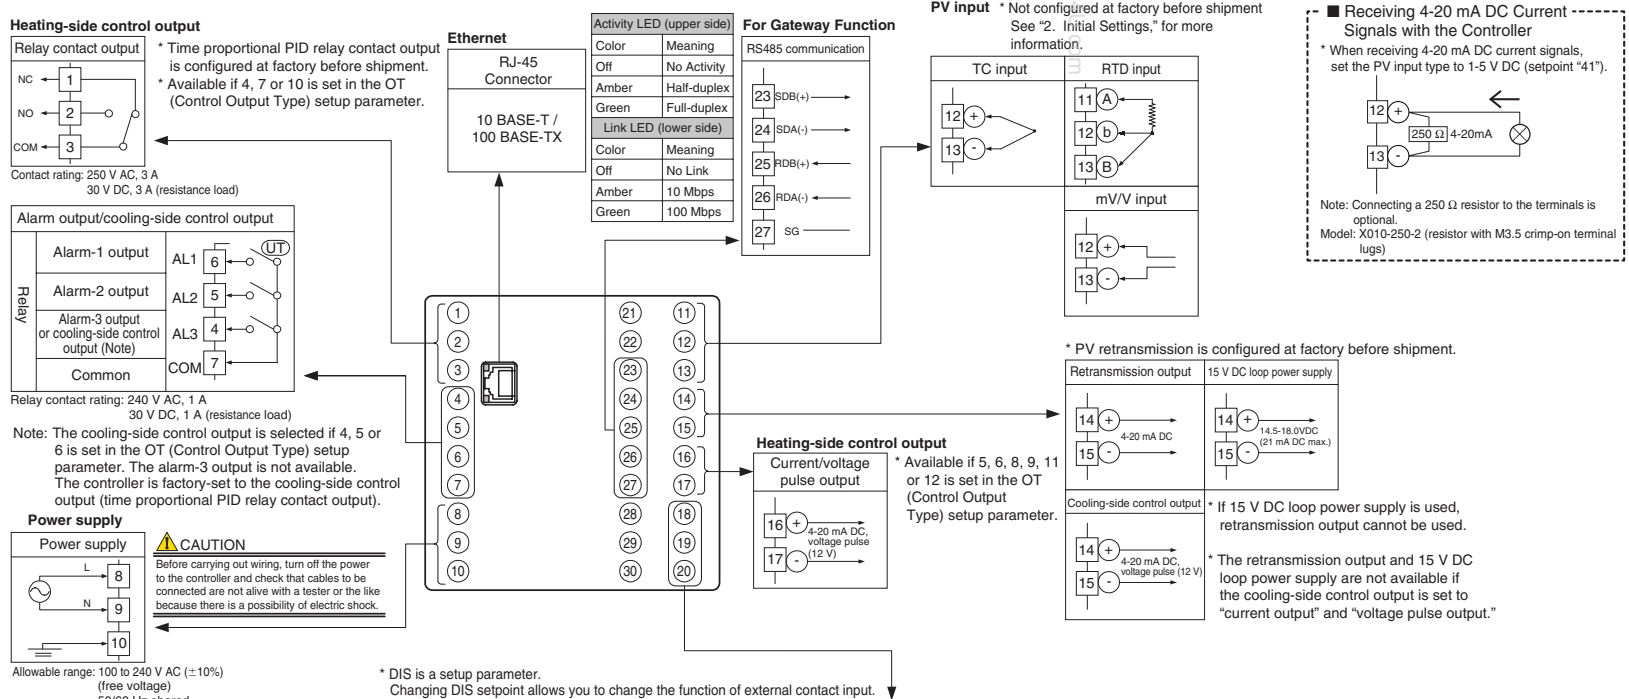 Heating-side control output
Relay contact output
NC
1
NO
2
COM
3
* Time proportional PID relay contact output
is configured at factory before shipment.
* Available if 4, 7 or 10 is set in the OT
(Control Output Type) setup parameter.
Contact rating: 250 V AC, 3 A
30 V DC, 3 A (resistance load)
Alarm output/cooling-side control output
Relay
Alarm-1 output
AL1
6
UT
Alarm-2 output
AL2
5
Alarm-3 output
or cooling-side control
output (Note)
AL3
4
Common
COM
7
Relay contact rating: 240 V AC, 1 A
30 V DC, 1 A (resistance load)
Note: The cooling-side control output is selected if 4, 5 or
6 is set in the OT (Control Output Type) setup
parameter. The alarm-3 output is not available.
The controller is factory-set to the cooling-side control
output (time proportional PID relay contact output).
Power supply
Power supply
L
8
N
9
10
CAUTION
Before carrying out wiring, turn off the power
to the controller and check that cables to be
connected are not alive with a tester or the like
because there is a possibility of electric shock.
Allowable range: 100 to 240 V AC (±10%)
(free voltage)
50/60 Hz shared
Ethernet
RJ-45
Connector
10 BASE-T /
100 BASE-TX
Activity LED (upper side)
Color Meaning
Off No Activity
Amber Half-duplex
Green Full-duplex
Link LED (lower side)
Color Meaning
Off No Link
Amber 10 Mbps
Green 100 Mbps
For Gateway Function
RS485 communication
23 SDB(+)
24 SDA(-)
25 RDB(+)
26 RDA(-)
27 SG
1 21 11
2 22 12
3 23 13
4 24 14
5 25 15
6 26 16
7 27 17
8 28 18
9 29 19
10 30 20
* DIS is a setup parameter.
Changing DIS setpoint allows you to change the function of external contact input.
Heating-side control output
Current/voltage
pulse output
16 +
4-20 mA DC,
voltage pulse
(12 V)
17 -
* Available if 5, 6, 8, 9, 11
or 12 is set in the OT
(Control Output
Type) setup parameter.
PV input * Not configured at factory before shipment
See “2. Initial Settings,” for more
information.
TC input
12 +
13 -
RTD input
11 A
12 b
13 B
mV/V input
12 +
13 -
■ Receiving 4-20 mA DC Current
Signals with the Controller
* When receiving 4-20 mA DC current signals,
set the PV input type to 1-5 V DC (setpoint “41”).
12 +
250 Ω 4-20mA
13 -
Note: Connecting a 250 Ω resistor to the terminals is
optional.
Model: X010-250-2 (resistor with M3.5 crimp-on terminal
lugs)
* PV retransmission is configured at factory before shipment.
Retransmission output
14 +
4-20 mA DC
15 -
15 V DC loop power supply
14 +
14.5-18.0VDC
(21 mA DC max.)
15 -
Cooling-side control output
14 +
4-20 mA DC,
voltage pulse (12 V)
15 -
* If 15 V DC loop power supply is used,
retransmission output cannot be used.
* The retransmission output and 15 V DC
loop power supply are not available if
the cooling-side control output is set to
“current output” and “voltage pulse output.”